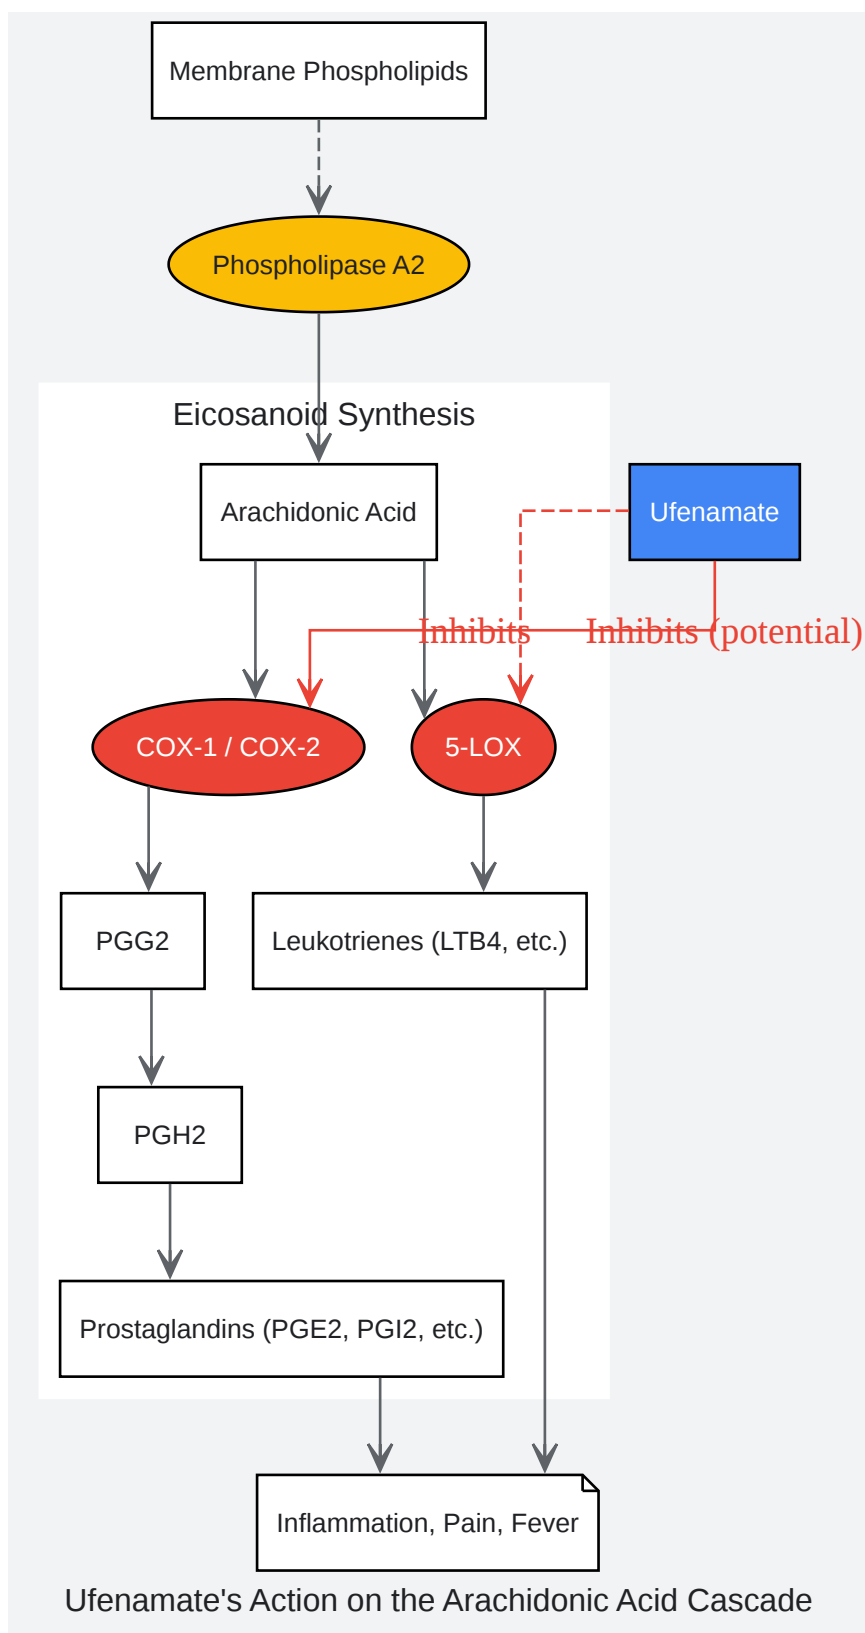 Membrane Phospholipids
Phospholipase A2
Eicosanoid Synthesis
Arachidonic Acid
Ufenamate
Inhibits
Inhibits (potential)
COX-1 / COX-2
5-LOX
PGG2
Leukotrienes (LTB4, etc.)
PGH2
Prostaglandins (PGE2, PGI2, etc.)
Inflammation, Pain, Fever
Ufenamate's Action on the Arachidonic Acid Cascade